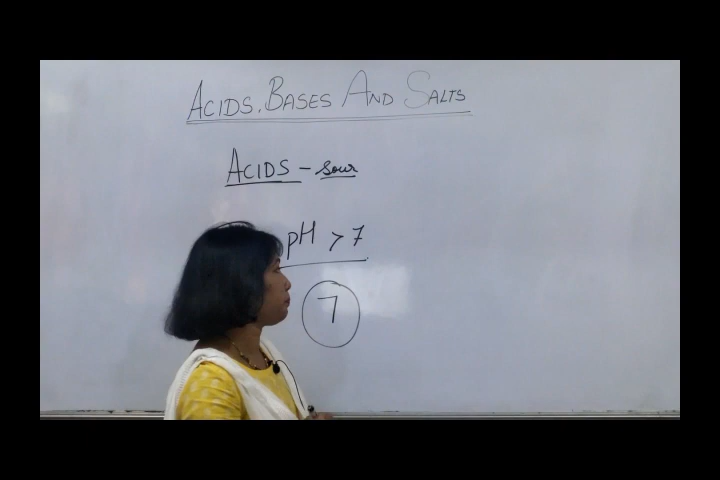 ACIDS, BASES AND SALTS
ACIDS - sour
pH > 7
7